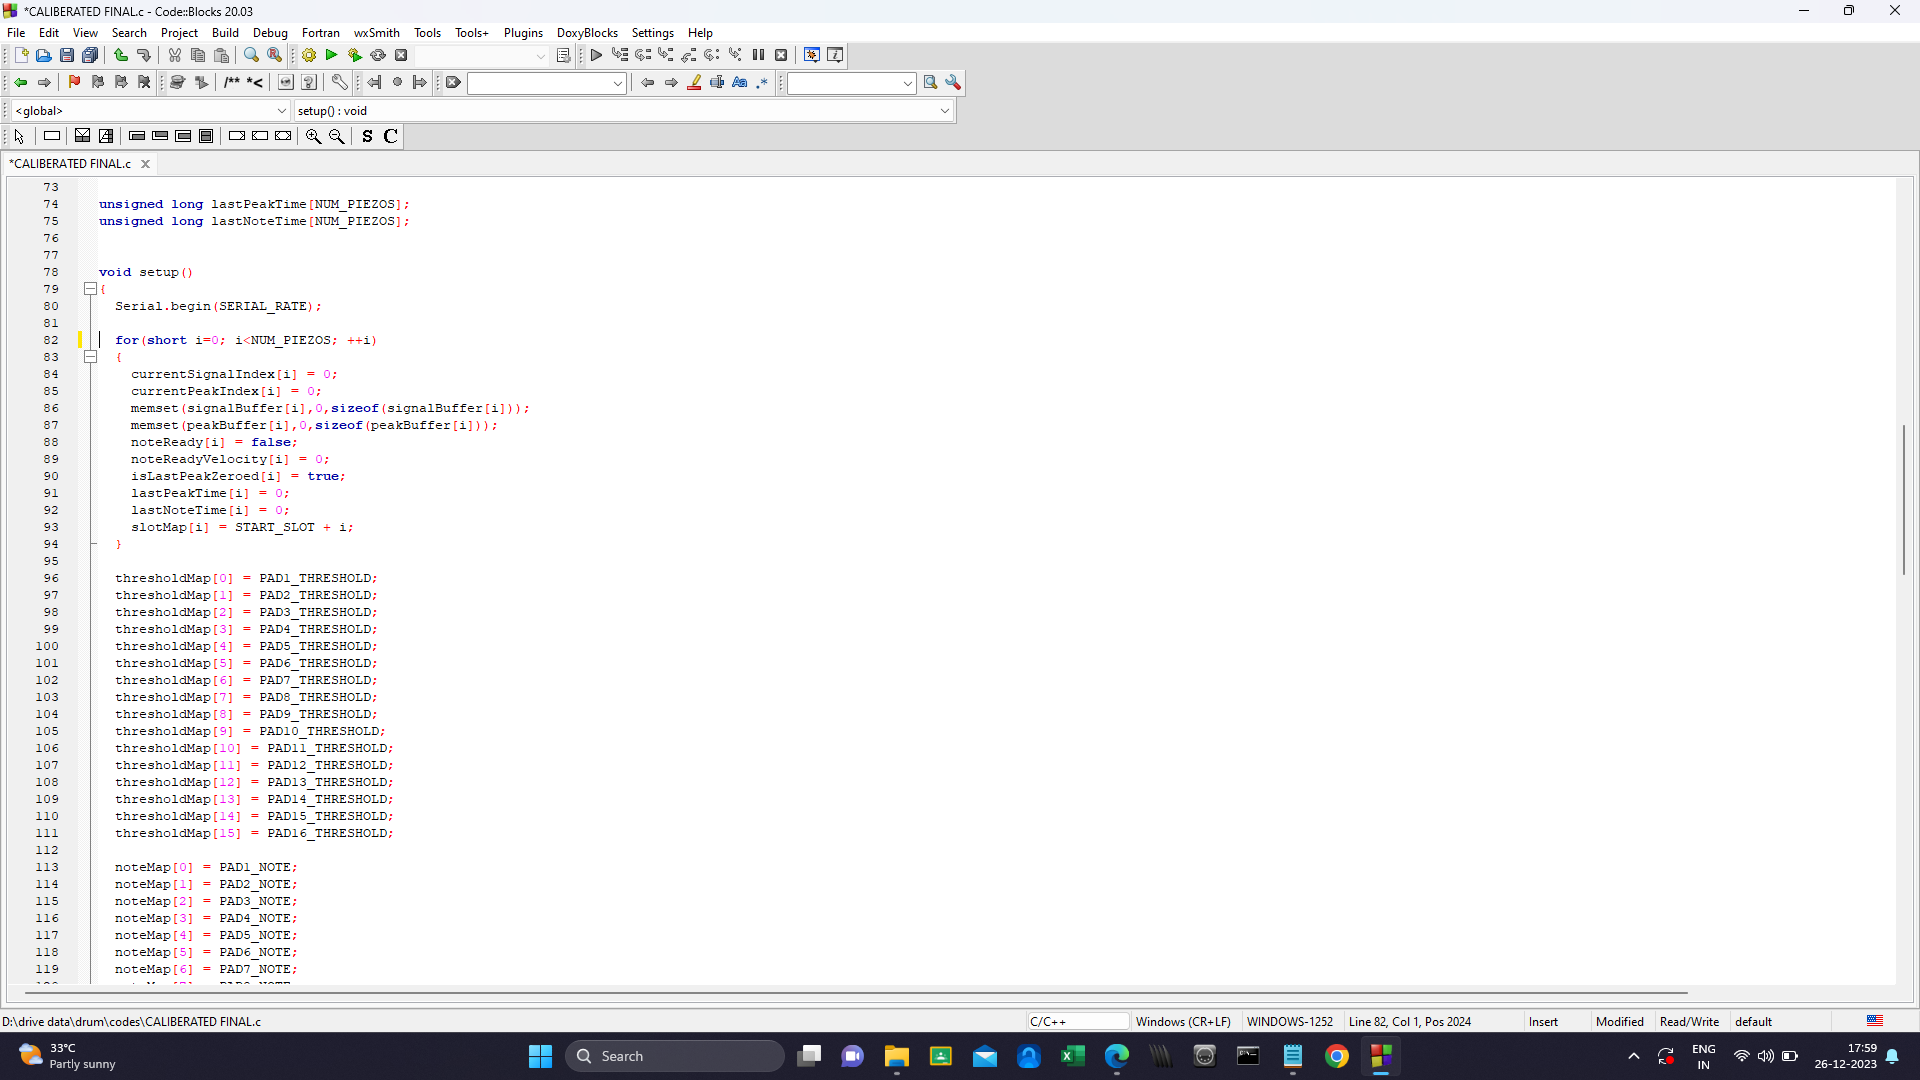 *CALIBERATED FINAL.c - Code::Blocks 20.03
File Edit View Search Project Build Debug Fortran wxSmith Tools Tools+ Plugins DoxyBlocks Settings Help
/** *<
<global> setup() : void
S C
*CALIBERATED FINAL.c
73
74 unsigned long lastPeakTime[NUM_PIEZOS];
75 unsigned long lastNoteTime[NUM_PIEZOS];
76
77
78 void setup()
79 {
80 Serial.begin(SERIAL_RATE);
81
82 for(short i=0; i<NUM_PIEZOS; ++i)
83 {
84 currentSignalIndex[i] = 0;
85 currentPeakIndex[i] = 0;
86 memset(signalBuffer[i],0,sizeof(signalBuffer[i]));
87 memset(peakBuffer[i],0,sizeof(peakBuffer[i]));
88 noteReady[i] = false;
89 noteReadyVelocity[i] = 0;
90 isLastPeakZeroed[i] = true;
91 lastPeakTime[i] = 0;
92 lastNoteTime[i] = 0;
93 slotMap[i] = START_SLOT + i;
94 }
95
96 thresholdMap[0] = PAD1_THRESHOLD;
97 thresholdMap[1] = PAD2_THRESHOLD;
98 thresholdMap[2] = PAD3_THRESHOLD;
99 thresholdMap[3] = PAD4_THRESHOLD;
100 thresholdMap[4] = PAD5_THRESHOLD;
101 thresholdMap[5] = PAD6_THRESHOLD;
102 thresholdMap[6] = PAD7_THRESHOLD;
103 thresholdMap[7] = PAD8_THRESHOLD;
104 thresholdMap[8] = PAD9_THRESHOLD;
105 thresholdMap[9] = PAD10_THRESHOLD;
106 thresholdMap[10] = PAD11_THRESHOLD;
107 thresholdMap[11] = PAD12_THRESHOLD;
108 thresholdMap[12] = PAD13_THRESHOLD;
109 thresholdMap[13] = PAD14_THRESHOLD;
110 thresholdMap[14] = PAD15_THRESHOLD;
111 thresholdMap[15] = PAD16_THRESHOLD;
112
113 noteMap[0] = PAD1_NOTE;
114 noteMap[1] = PAD2_NOTE;
115 noteMap[2] = PAD3_NOTE;
116 noteMap[3] = PAD4_NOTE;
117 noteMap[4] = PAD5_NOTE;
118 noteMap[5] = PAD6_NOTE;
119 noteMap[6] = PAD7_NOTE;
D:\drive data\drum\codes\CALIBERATED FINAL.c C/C++ Windows (CR+LF) WINDOWS-1252 Line 82, Col 1, Pos 2024 Insert Modified Read/Write default
33°C
Partly sunny
Search
ENG
IN
17:59
26-12-2023